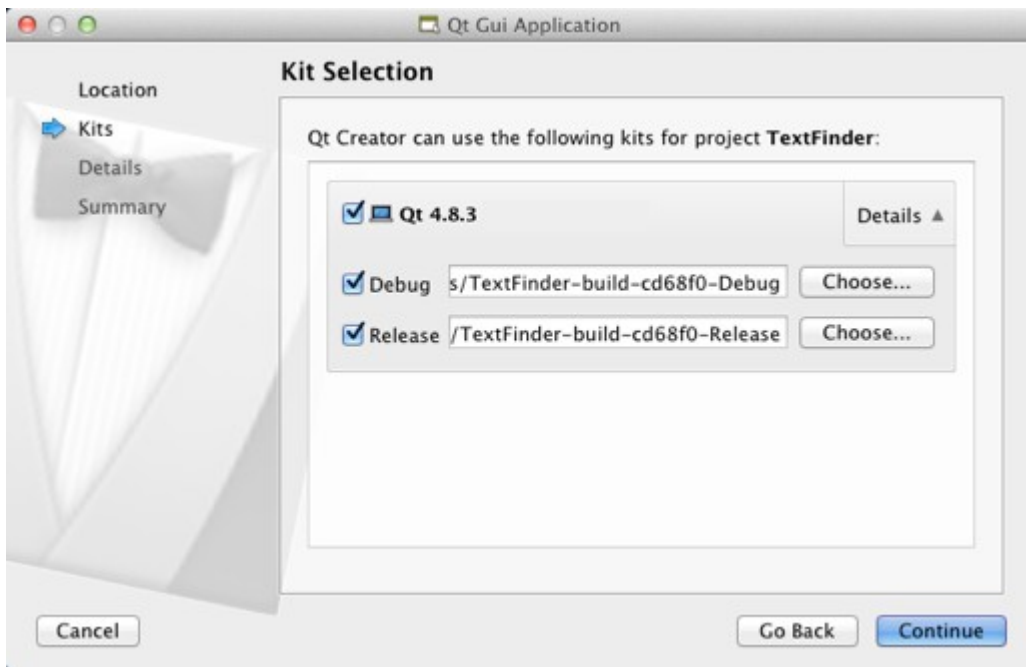 Qt Gui Application
Location
Kits
Details
Summary
Kit Selection
Qt Creator can use the following kits for project TextFinder:
Qt 4.8.3
Details ▲
Debug s/TextFinder-build-cd68f0-Debug Choose...
Release /TextFinder-build-cd68f0-Release Choose...
Cancel
Go Back
Continue